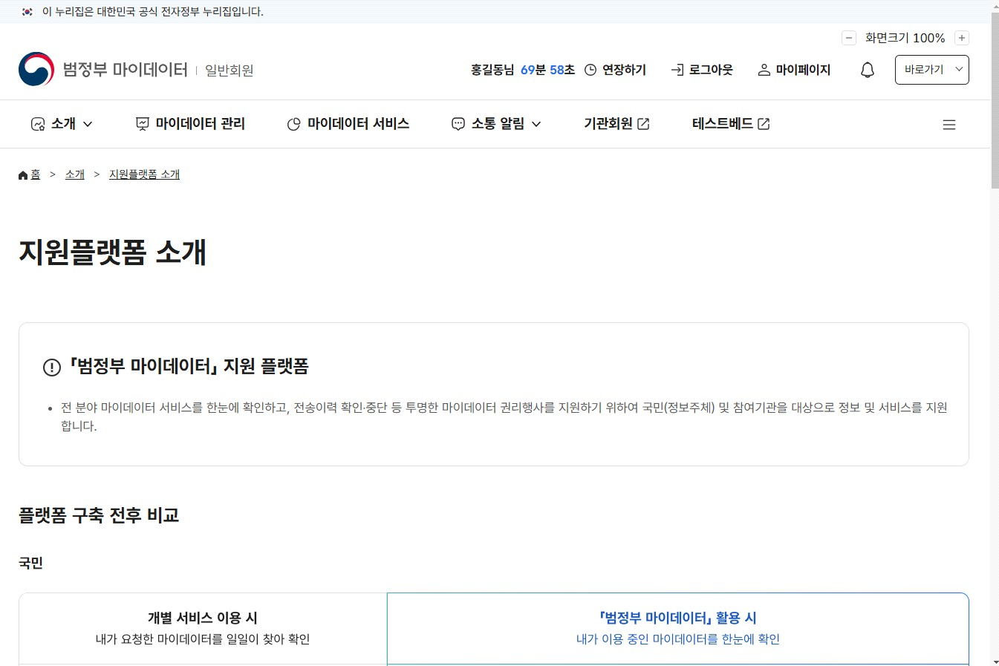 이 누리집은 대한민국 공식 전자정부 누리집입니다.
화면크기 100%
범정부 마이데이터 일반회원
홍길동님 69분 58초 연장하기 로그아웃 마이페이지 바로가기
소개 마이데이터 관리 마이데이터 서비스 소통 알림 기관회원 테스트베드
홈 > 소개 > 지원플랫폼 소개
지원플랫폼 소개
「범정부 마이데이터」 지원 플랫폼
• 전 분야 마이데이터 서비스를 한눈에 확인하고, 전송이력 확인·중단 등 투명한 마이데이터 권리행사를 지원하기 위하여 국민(정보주체) 및 참여기관을 대상으로 정보 및 서비스를 지원
합니다.
플랫폼 구축 전후 비교
국민
개별 서비스 이용 시
내가 요청한 마이데이터를 일일이 찾아 확인
「범정부 마이데이터」 활용 시
내가 이용 중인 마이데이터를 한눈에 확인